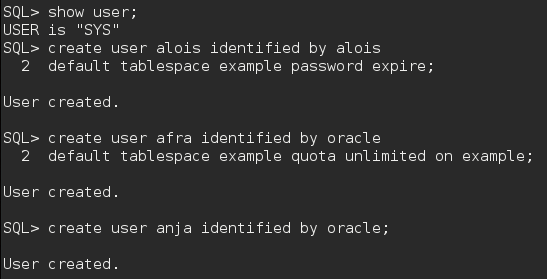 SQL> show user;
USER is "SYS"
SQL> create user alois identified by alois
  2  default tablespace example password expire;
User created.
SQL> create user afra identified by oracle
  2  default tablespace example quota unlimited on example;
User created.
SQL> create user anja identified by oracle;
User created.